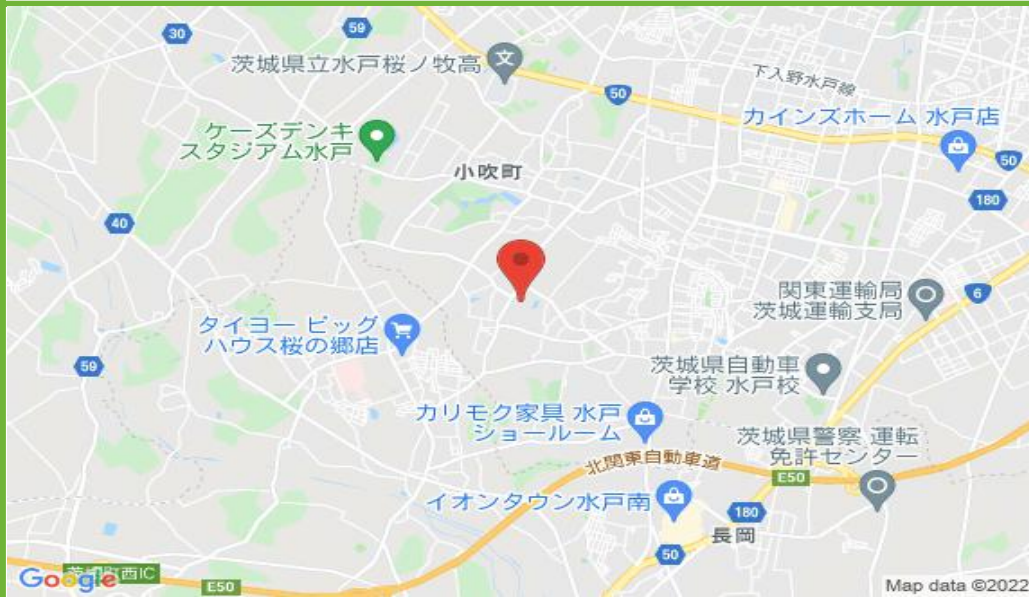 30
59
茨城県立水戸桜ノ牧高
文
50
下入野水戸線
カインズホーム 水戸店
ケーズデンキ
スタジアム水戸
小吹町
50
180
40
関東運輸局
茨城運輸支局
6
タイヨー ビッグ
ハウス桜の郷店
59
茨城県自動車
学校 水戸校
カリモク家具 水戸
ショールーム
茨城県警察 運転
免許センター
北関東自動車道
E50
イオンタウン水戸南
180
長岡
50
Google
茨城町西IC
E50
Map data ©2022